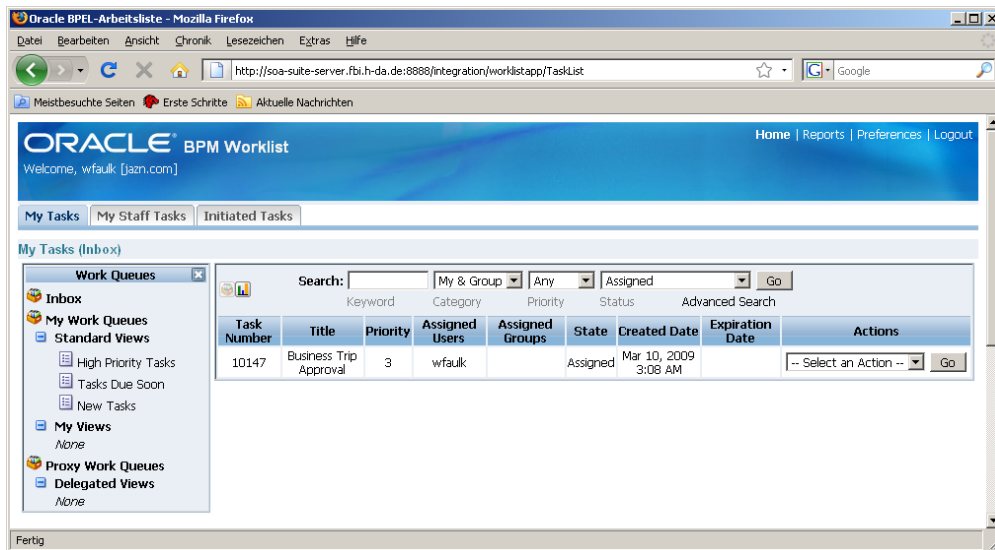 Oracle BPEL-Arbeitsliste - Mozilla Firefox
Datei Bearbeiten Ansicht Chronik Lesezeichen Extras Hilfe
http://soa-suite-server.fbi.h-da.de:8888/integration/worklistapp/TaskList
G Google
Meistbesuchte Seiten Erste Schritte Aktuelle Nachrichten
ORACLE® BPM Worklist
Home | Reports | Preferences | Logout
Welcome, wfaulk [jazn.com]
My Tasks My Staff Tasks Initiated Tasks
My Tasks (Inbox)
Work Queues
Inbox
My Work Queues
Standard Views
High Priority Tasks
Tasks Due Soon
New Tasks
My Views
None
Proxy Work Queues
Delegated Views
None
Search: My & Group Any Assigned Go
Keyword Category Priority Status Advanced Search
Task Number Title Priority Assigned Users Assigned Groups State Created Date Expiration Date Actions
10147 Business Trip Approval 3 wfaulk Assigned Mar 10, 2009 3:08 AM -- Select an Action -- Go
Fertig